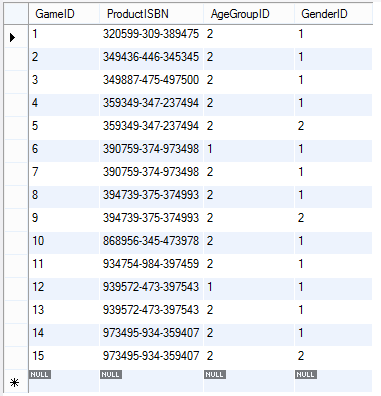 GameID ProductISBN AgeGroupID GenderID
1 320599-309-389475 2 1
2 349436-446-345345 2 1
3 349887-475-497500 2 1
4 359349-347-237494 2 1
5 359349-347-237494 2 2
6 390759-374-973498 1 1
7 390759-374-973498 2 1
8 394739-375-374993 2 1
9 394739-375-374993 2 2
10 868956-345-473978 2 1
11 934754-984-397459 2 1
12 939572-473-397543 1 1
13 939572-473-397543 2 1
14 973495-934-359407 2 1
15 973495-934-359407 2 2
NULL NULL NULL NULL